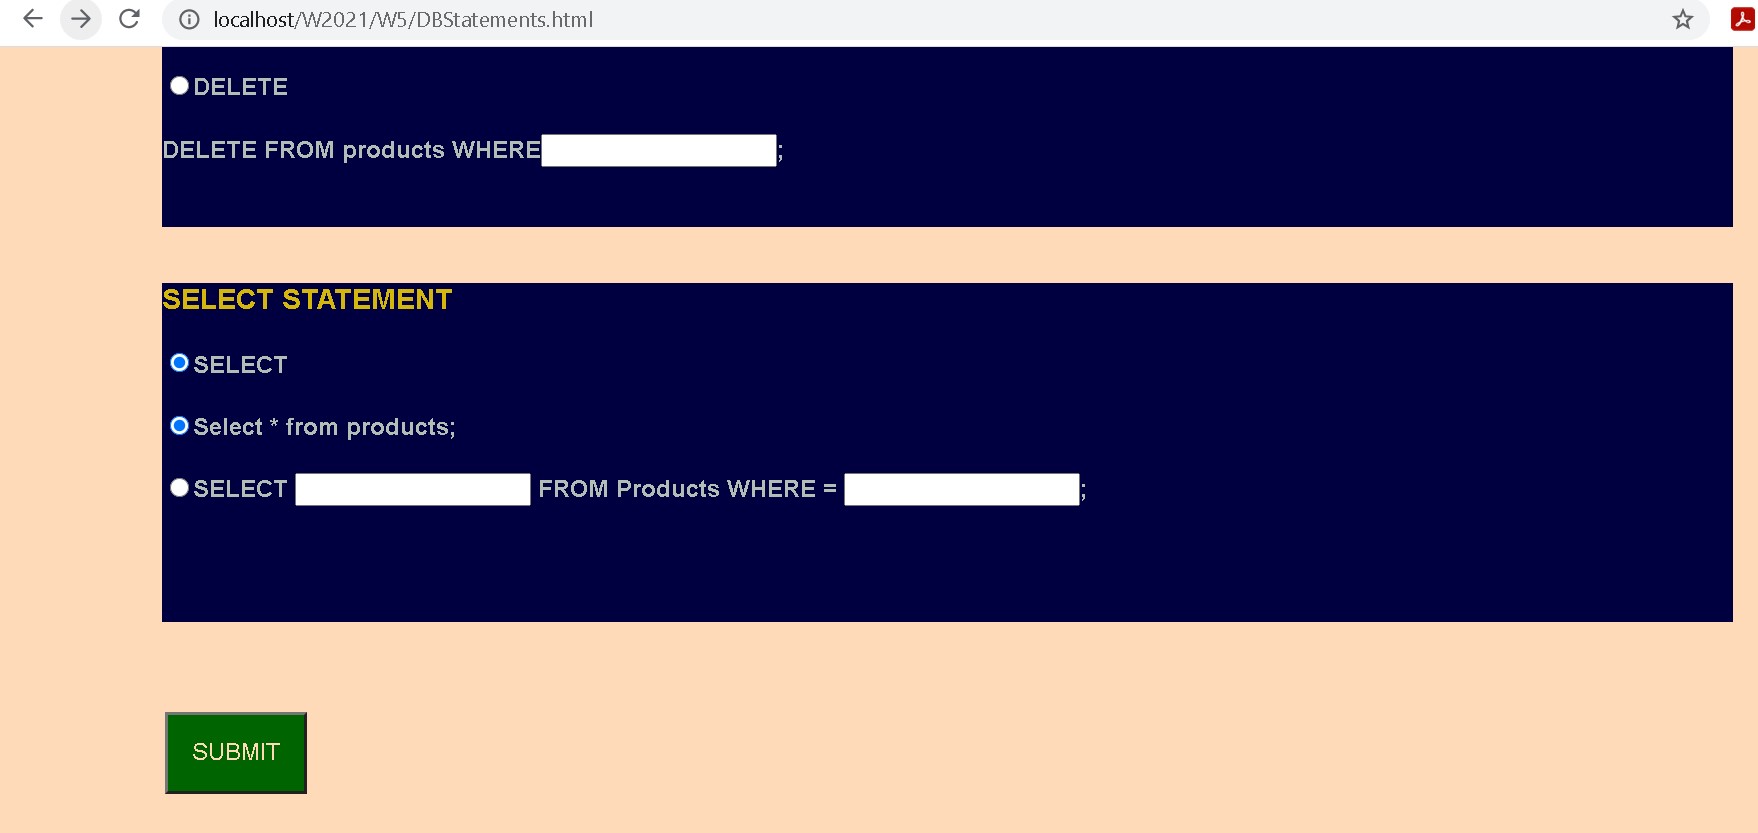 localhost/W2021/W5/DBStatements.html
DELETE
DELETE FROM products WHERE ;
SELECT STATEMENT
SELECT
Select * from products;
SELECT FROM Products WHERE = ;
SUBMIT